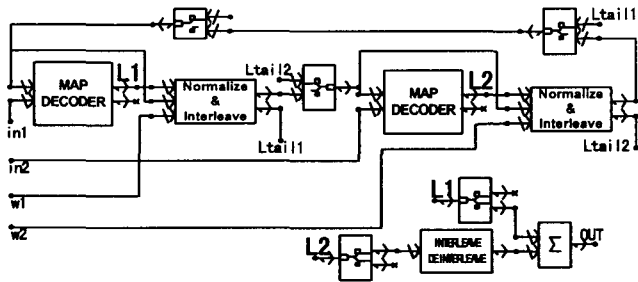 Ltail1
MAP
DECODER
L1
Normalize
&
Interleave
Ltail2
MAP
DECODER
L2
Normalize
&
Interleave
in1
Ltail1
Ltail2
in2
w1
w2
L1
L2
INTERLEAVE
DEINTERLEAVE
Σ
OUT